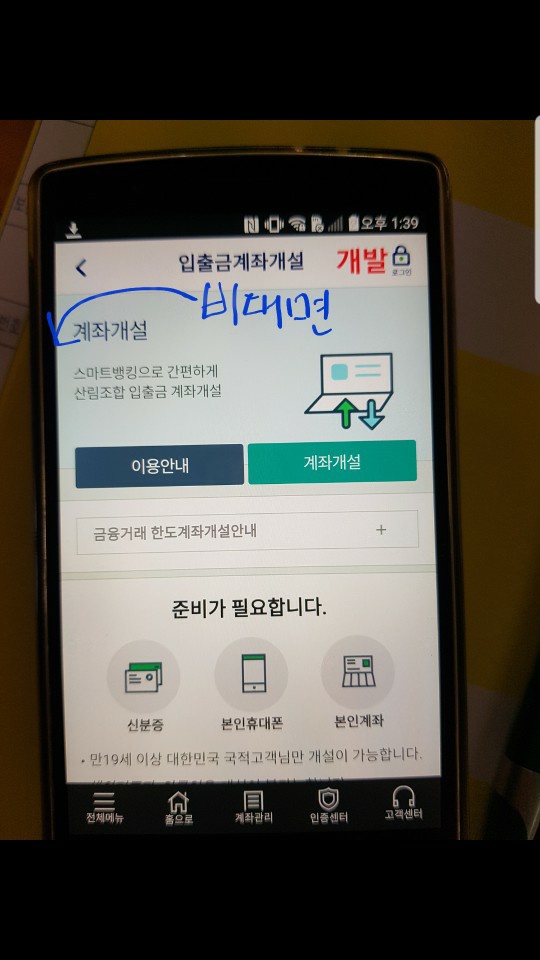 오후 1:39
입출금계좌개설
개발
로그인
비대면
계좌개설
스마트뱅킹으로 간편하게
산림조합 입출금 계좌개설
이용안내
계좌개설
금융거래 한도계좌개설안내 +
준비가 필요합니다.
신분증 본인휴대폰 본인계좌
• 만19세 이상 대한민국 국적고객님만 개설이 가능합니다.
전체메뉴 홈으로 계좌관리 인증센터 고객센터